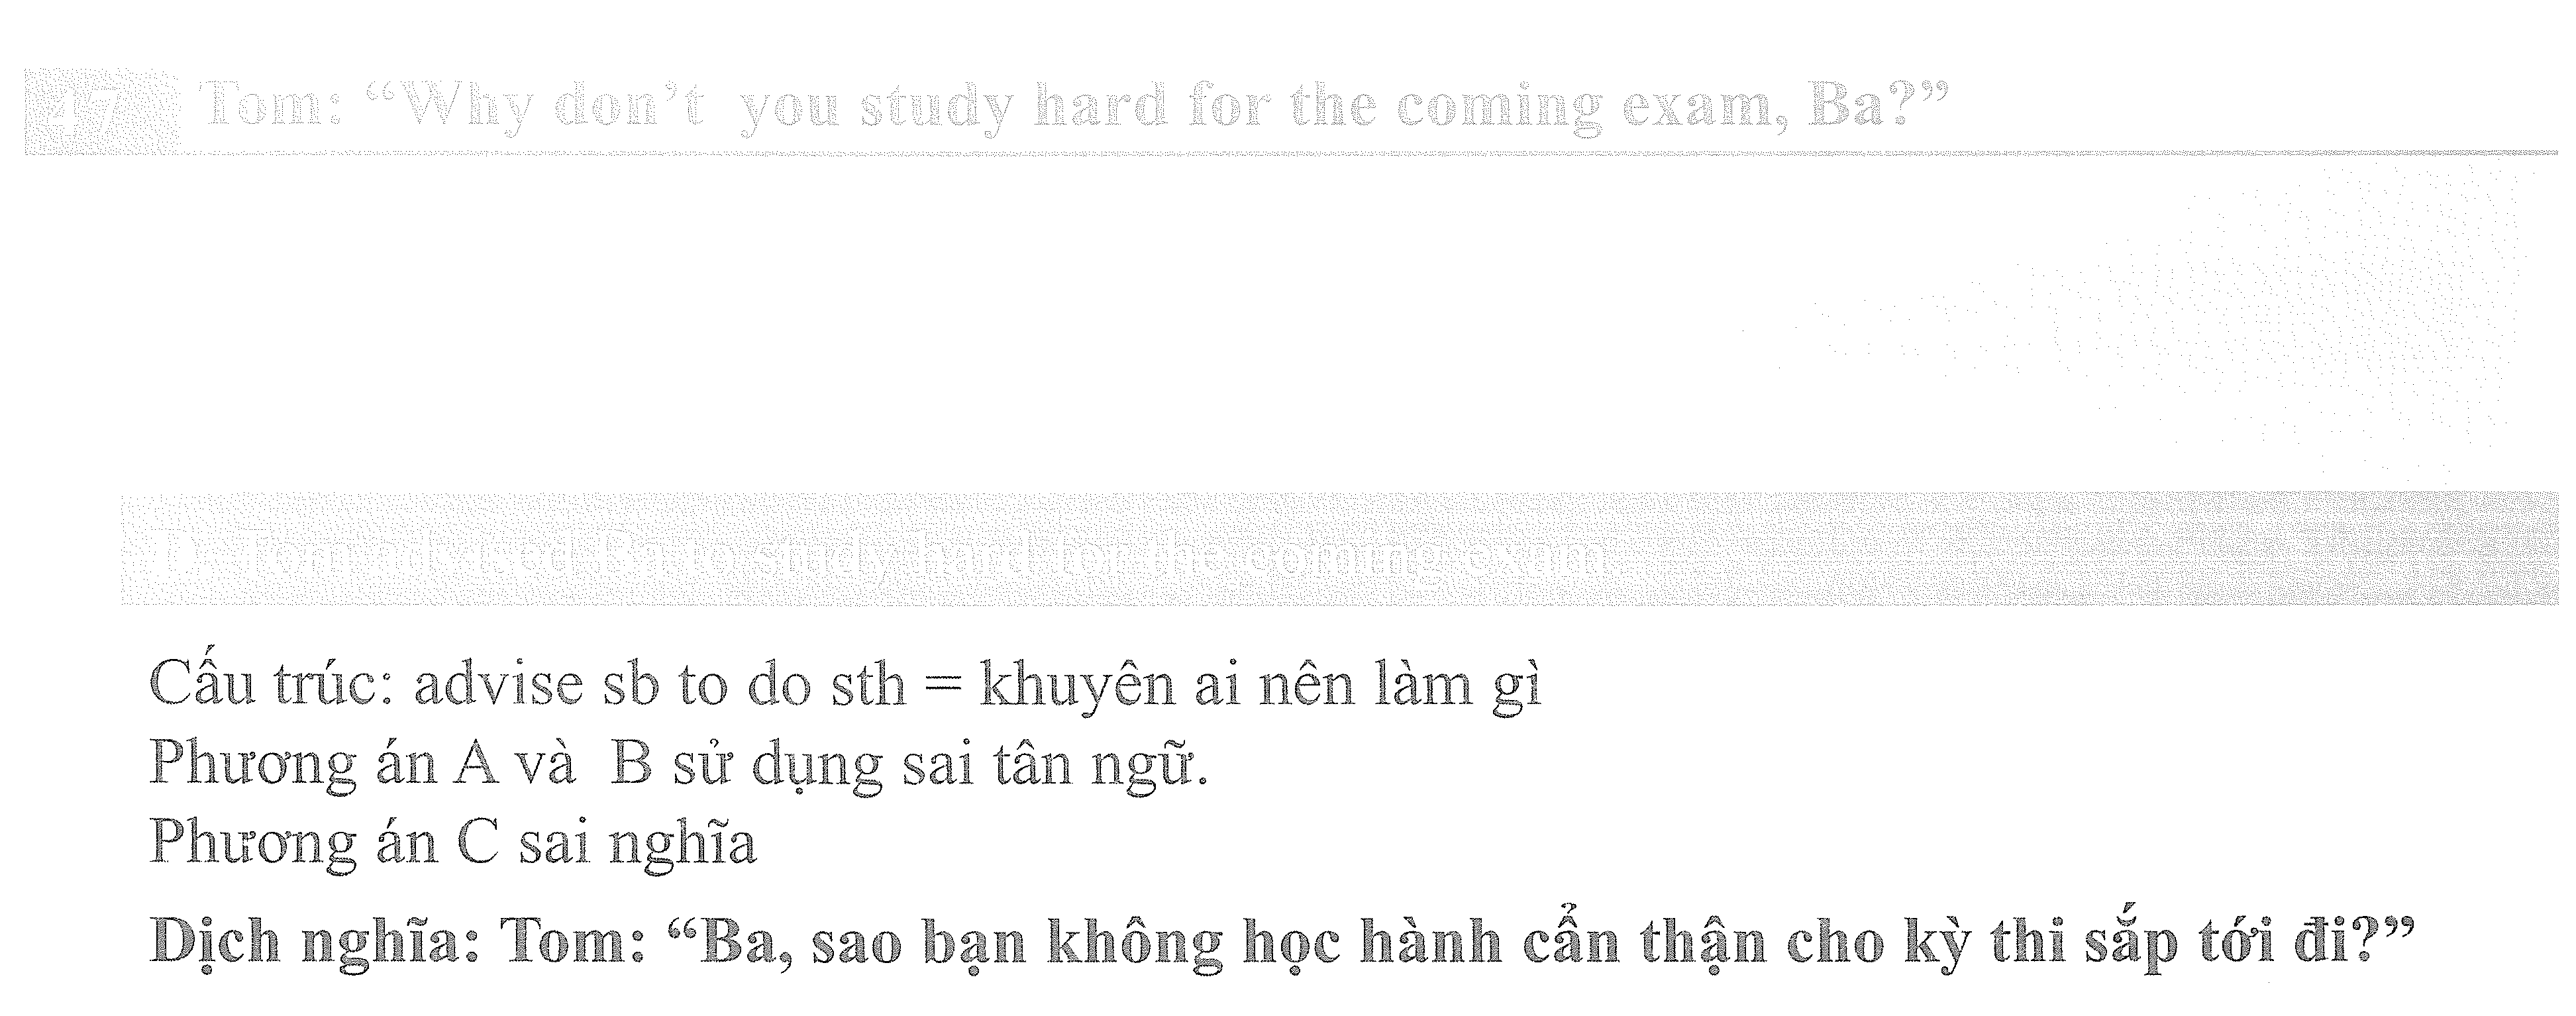 47 Tom: “Why don’t you study hard for the coming exam, Ba?”
D. Tom advised Ba to study hard for the coming exam
Cấu trúc: advise sb to do sth = khuyên ai nên làm gì
Phương án A và B sử dụng sai tân ngữ.
Phương án C sai nghĩa
Dịch nghĩa: Tom: “Ba, sao bạn không học hành cẩn thận cho kỳ thi sắp tới đi?”